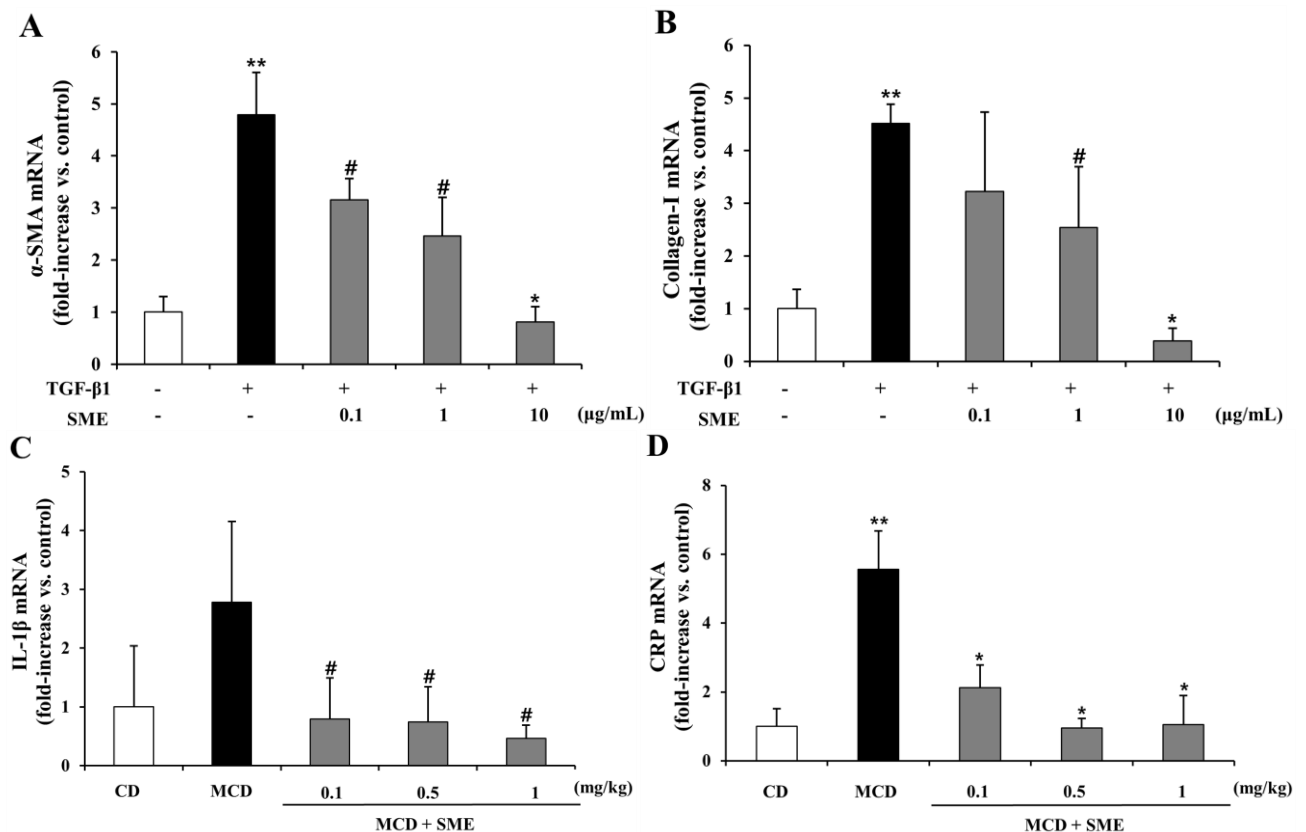 A
α-SMA mRNA
(fold-increase vs. control)
6
5
4
3
2
1
0
**
#
#
*
TGF-β1 - + + + +
SME - - 0.1 1 10 (μg/mL)
B
Collagen-I mRNA
(fold-increase vs. control)
6
5
4
3
2
1
0
**
#
*
TGF-β1 - + + + +
SME - - 0.1 1 10 (μg/mL)
C
IL-1β mRNA
(fold-increase vs. control)
5
4
3
2
1
0
#
#
#
CD MCD 0.1 0.5 1 (mg/kg)
MCD + SME
D
CRP mRNA
(fold-increase vs. control)
8
6
4
2
0
**
*
*
*
CD MCD 0.1 0.5 1 (mg/kg)
MCD + SME